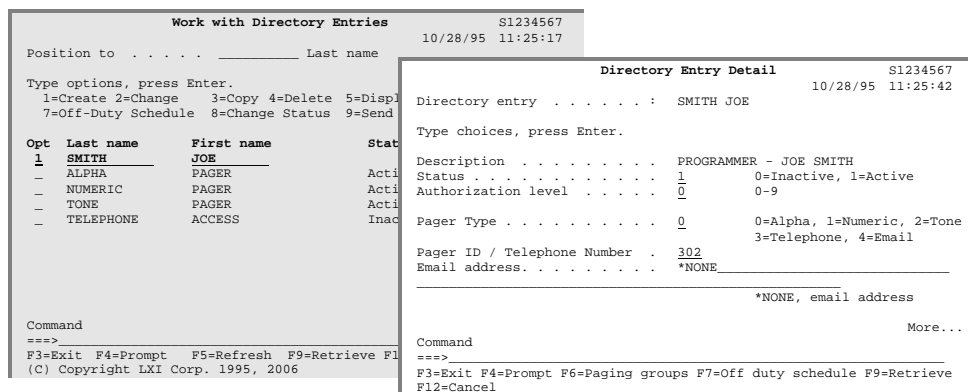 Work with Directory Entries S1234567
10/28/95 11:25:17
Position to . . . . . __________ Last name
Type options, press Enter.
1=Create 2=Change 3=Copy 4=Delete 5=Displ
7=Off-Duty Schedule 8=Change Status 9=Send
Opt Last name First name Stat
1 SMITH JOE
_ ALPHA PAGER Acti
_ NUMERIC PAGER Acti
_ TONE PAGER Acti
_ TELEPHONE ACCESS Inac
Command
===>
F3=Exit F4=Prompt F5=Refresh F9=Retrieve F1
(C) Copyright LXI Corp. 1995, 2006
Directory Entry Detail S1234567
10/28/95 11:25:42
Directory entry . . . . . . : SMITH JOE
Type choices, press Enter.
Description . . . . . . . . . PROGRAMMER - JOE SMITH
Status . . . . . . . . . . . . 1 0=Inactive, 1=Active
Authorization level . . . . . 0 0-9
Pager Type . . . . . . . . . . 0 0=Alpha, 1=Numeric, 2=Tone
3=Telephone, 4=Email
Pager ID / Telephone Number . 302
Email address. . . . . . . . . *NONE
*NONE, email address
More...
Command
===>
F3=Exit F4=Prompt F6=Paging groups F7=Off duty schedule F9=Retrieve
F12=Cancel